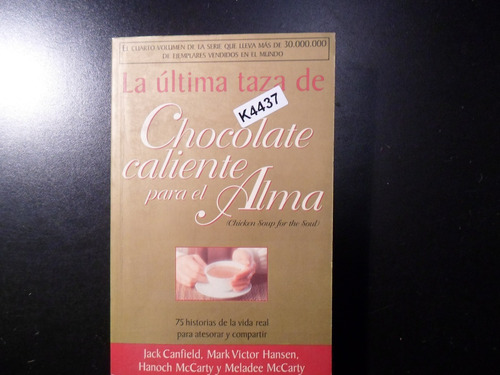 EL CUARTO VOLUMEN DE LA SERIE QUE LLEVA MÁS DE 30.000.000
DE EJEMPLARES VENDIDOS EN EL MUNDO
La última taza de
K4437
Chocolate
caliente
para el Alma
(Chicken Soup for the Soul)
75 historias de la vida real
para atesorar y compartir
Jack Canfield, Mark Victor Hansen,
Hanoch McCarty y Meladee McCarty